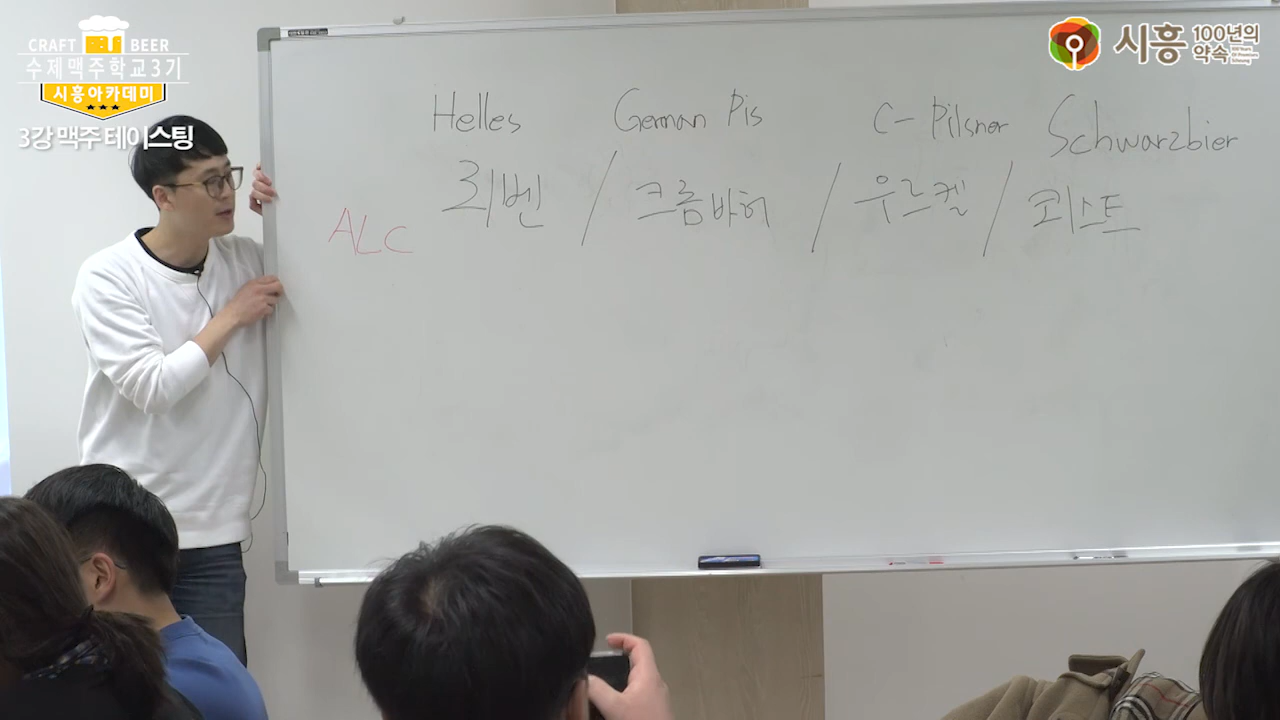 CRAFT BEER
수제맥주학교3기
시흥아카데미
3강 맥주 테이스팅
시흥 100년의 약속
Helles German Pis C- Pilsner Schwarzbier
뢰벤 / 크롬바허 / 우르켈 / 쾨스트
ALC